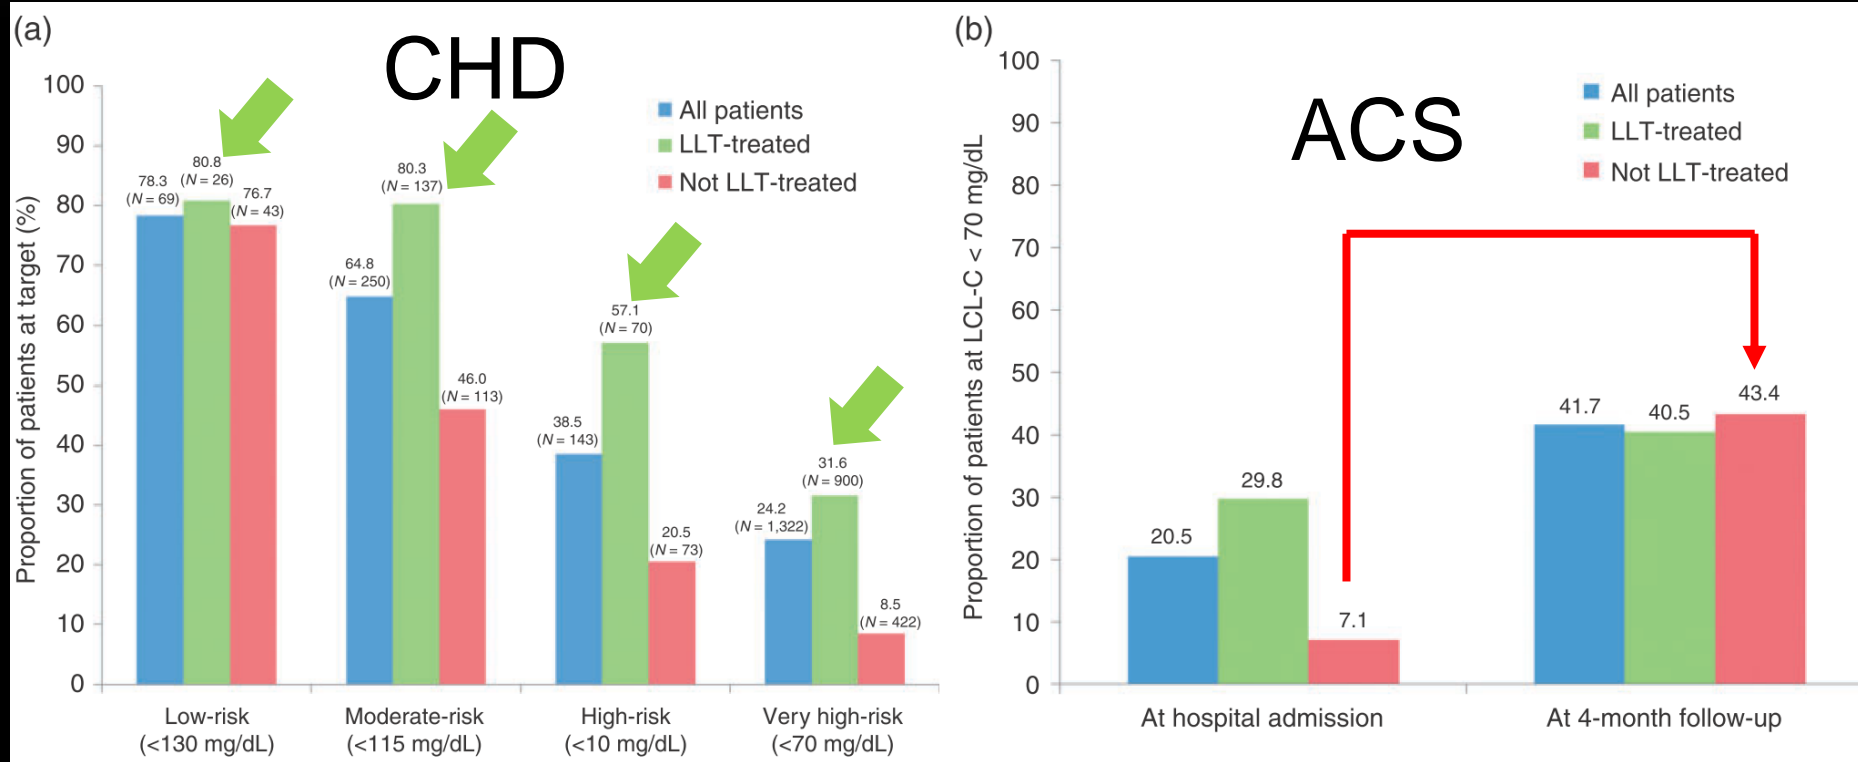 (a)
CHD
All patients
LLT-treated
Not LLT-treated
Proportion of patients at target (%)
100
90
80
70
60
50
40
30
20
10
0
78.3
(N = 69)
80.8
(N = 26)
76.7
(N = 43)
64.8
(N = 250)
80.3
(N = 137)
46.0
(N = 113)
38.5
(N = 143)
57.1
(N = 70)
20.5
(N = 73)
24.2
(N = 1,322)
31.6
(N = 900)
8.5
(N = 422)
Low-risk
(<130 mg/dL)
Moderate-risk
(<115 mg/dL)
High-risk
(<10 mg/dL)
Very high-risk
(<70 mg/dL)
(b)
ACS
All patients
LLT-treated
Not LLT-treated
Proportion of patients at LCL-C < 70 mg/dL
100
90
80
70
60
50
40
30
20
10
0
20.5
29.8
7.1
41.7
40.5
43.4
At hospital admission
At 4-month follow-up